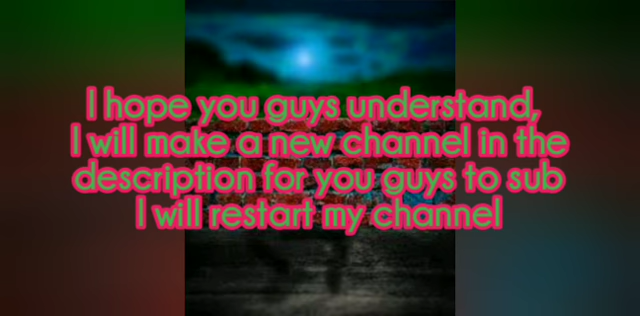 I hope you guys understand,
I will make a new channel in the
description for you guys to sub
I will restart my channel